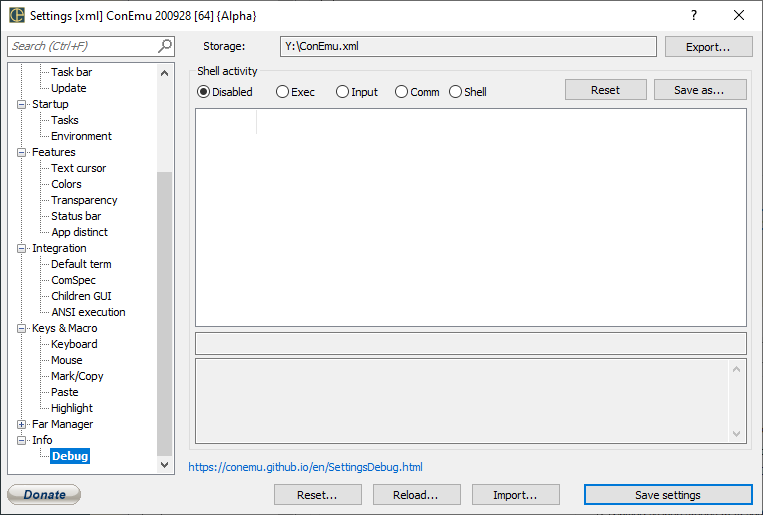 Settings [xml] ConEmu 200928 [64] {Alpha}
Search (Ctrl+F)
Storage: Y:\ConEmu.xml Export...
Task bar
Update
Startup
Tasks
Environment
Features
Text cursor
Colors
Transparency
Status bar
App distinct
Integration
Default term
ComSpec
Children GUI
ANSI execution
Keys & Macro
Keyboard
Mouse
Mark/Copy
Paste
Highlight
Far Manager
Info
Debug
Shell activity
Disabled Exec Input Comm Shell Reset Save as...
https://conemu.github.io/en/SettingsDebug.html
Donate Reset... Reload... Import... Save settings